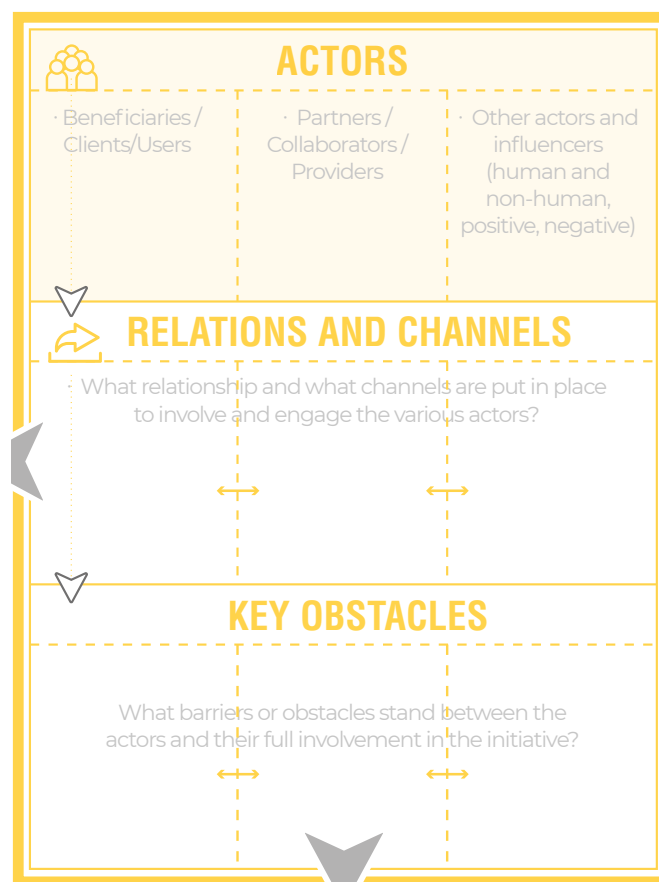 ACTORS
· Beneficiaries /
Clients/Users
· Partners /
Collaborators /
Providers
· Other actors and
influencers
(human and
non-human,
positive, negative)
RELATIONS AND CHANNELS
· What relationship and what channels are put in place
to involve and engage the various actors?
KEY OBSTACLES
What barriers or obstacles stand between the
actors and their full involvement in the initiative?